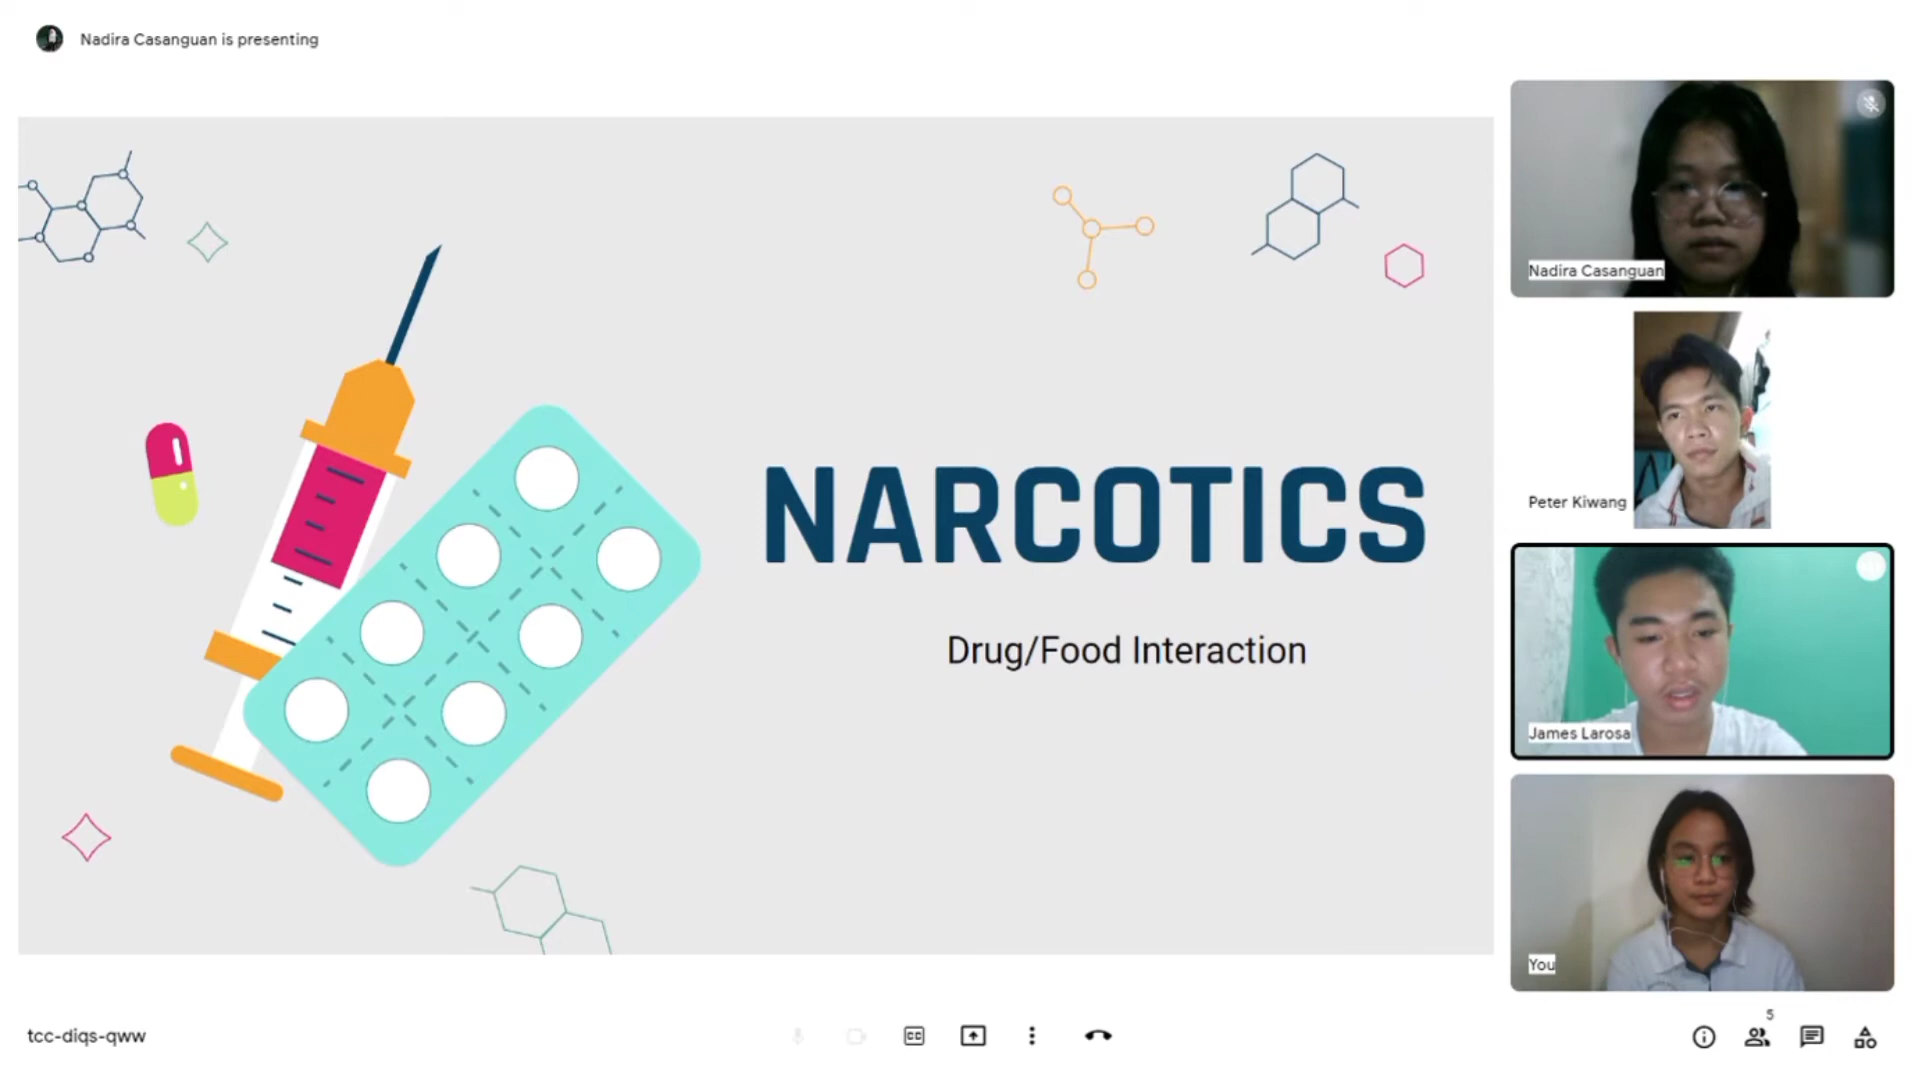 Nadira Casanguan is presenting
NARCOTICS
Drug/Food Interaction
Nadira Casanguan
Peter Kiwang
James Larosa
You
tcc-diqs-qww
CC
5